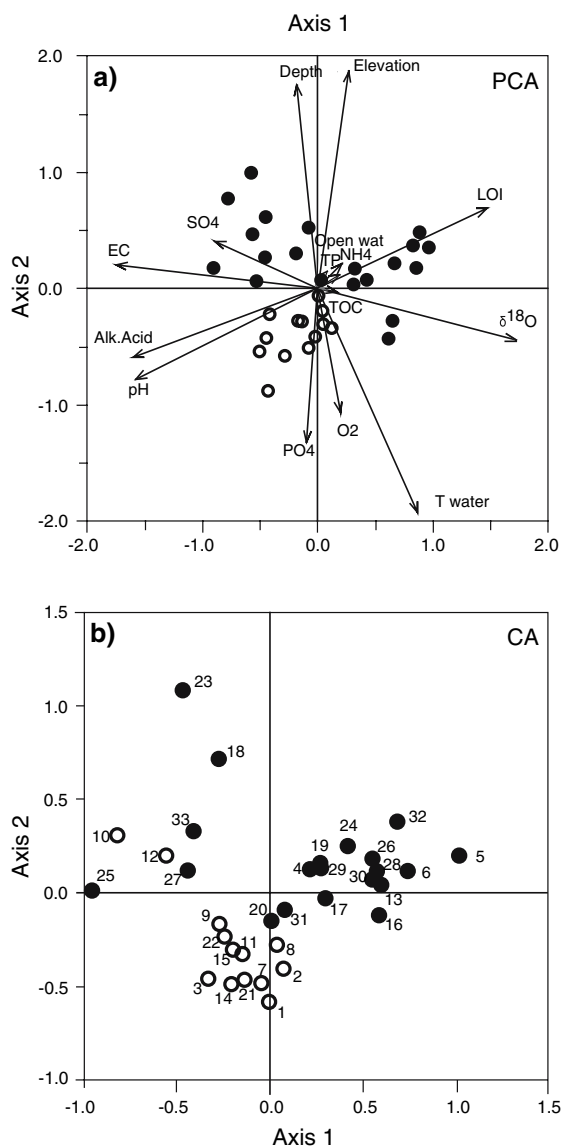 Axis 1
a) PCA
2.0
1.0
0.0
-1.0
-2.0
Axis 2
Depth
Elevation
LOI
SO4
Open wat
EC
TP NH4
TOC
δ18O
Alk.Acid
pH
O2
PO4
T water
-2.0 -1.0 0.0 1.0 2.0
b) CA
1.5
1.0
0.5
0.0
-0.5
-1.0
Axis 2
23
18
33
32
10
24
12
19
26
5
4
29
28
25
27
30
6
13
17
16
20
31
9
22
11
8
15
7
2
3
14
21
1
-1.0 -0.5 0.0 0.5 1.0 1.5
Axis 1